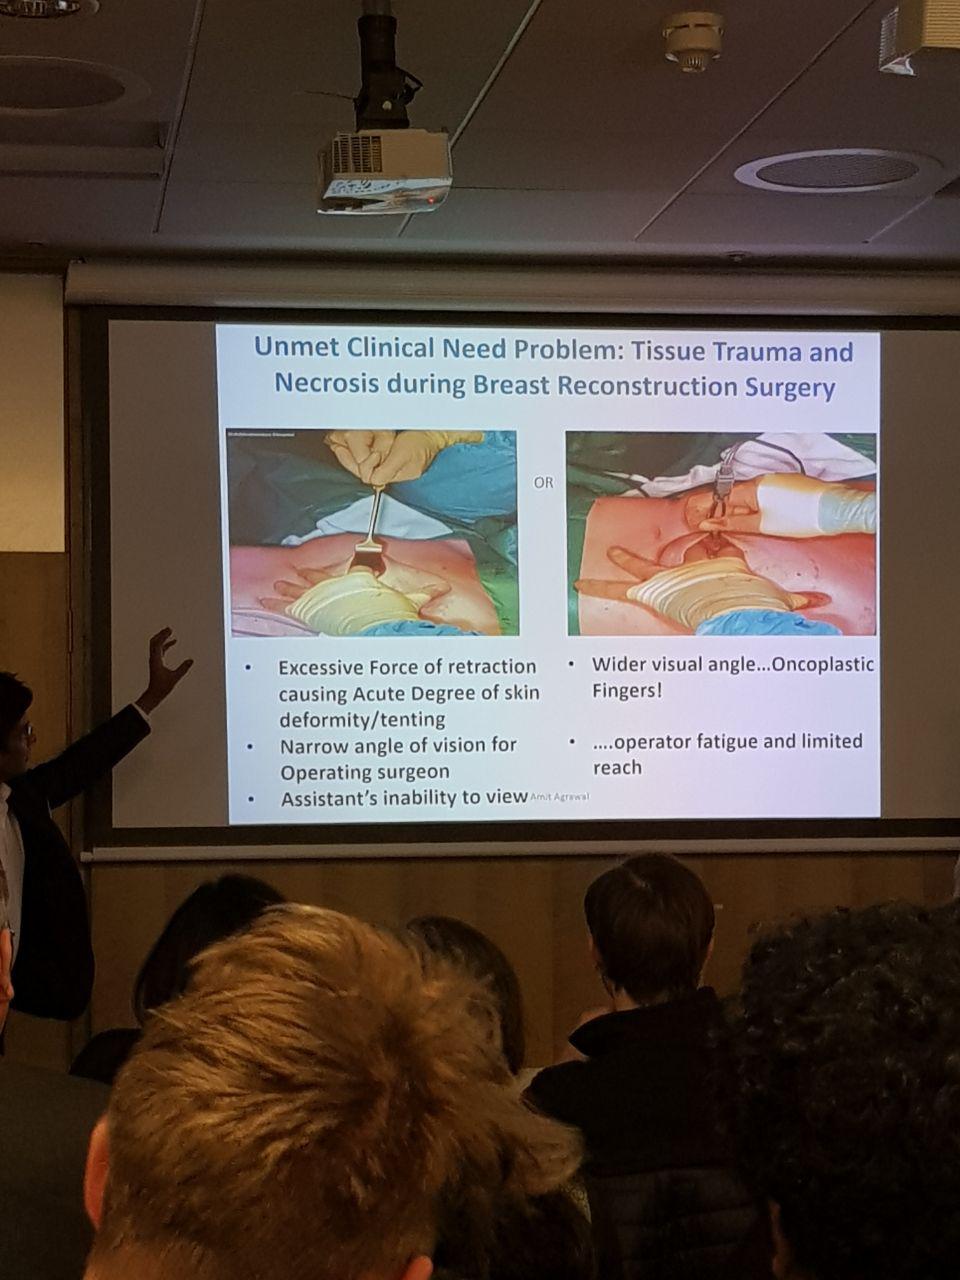 Unmet Clinical Need Problem: Tissue Trauma and
Necrosis during Breast Reconstruction Surgery
OR
• Excessive Force of retraction
causing Acute Degree of skin
deformity/tenting
• Narrow angle of vision for
Operating surgeon
• Assistant's inability to view
• Wider visual angle...Oncoplastic
Fingers!
• ....operator fatigue and limited
reach
Amit Agrawal